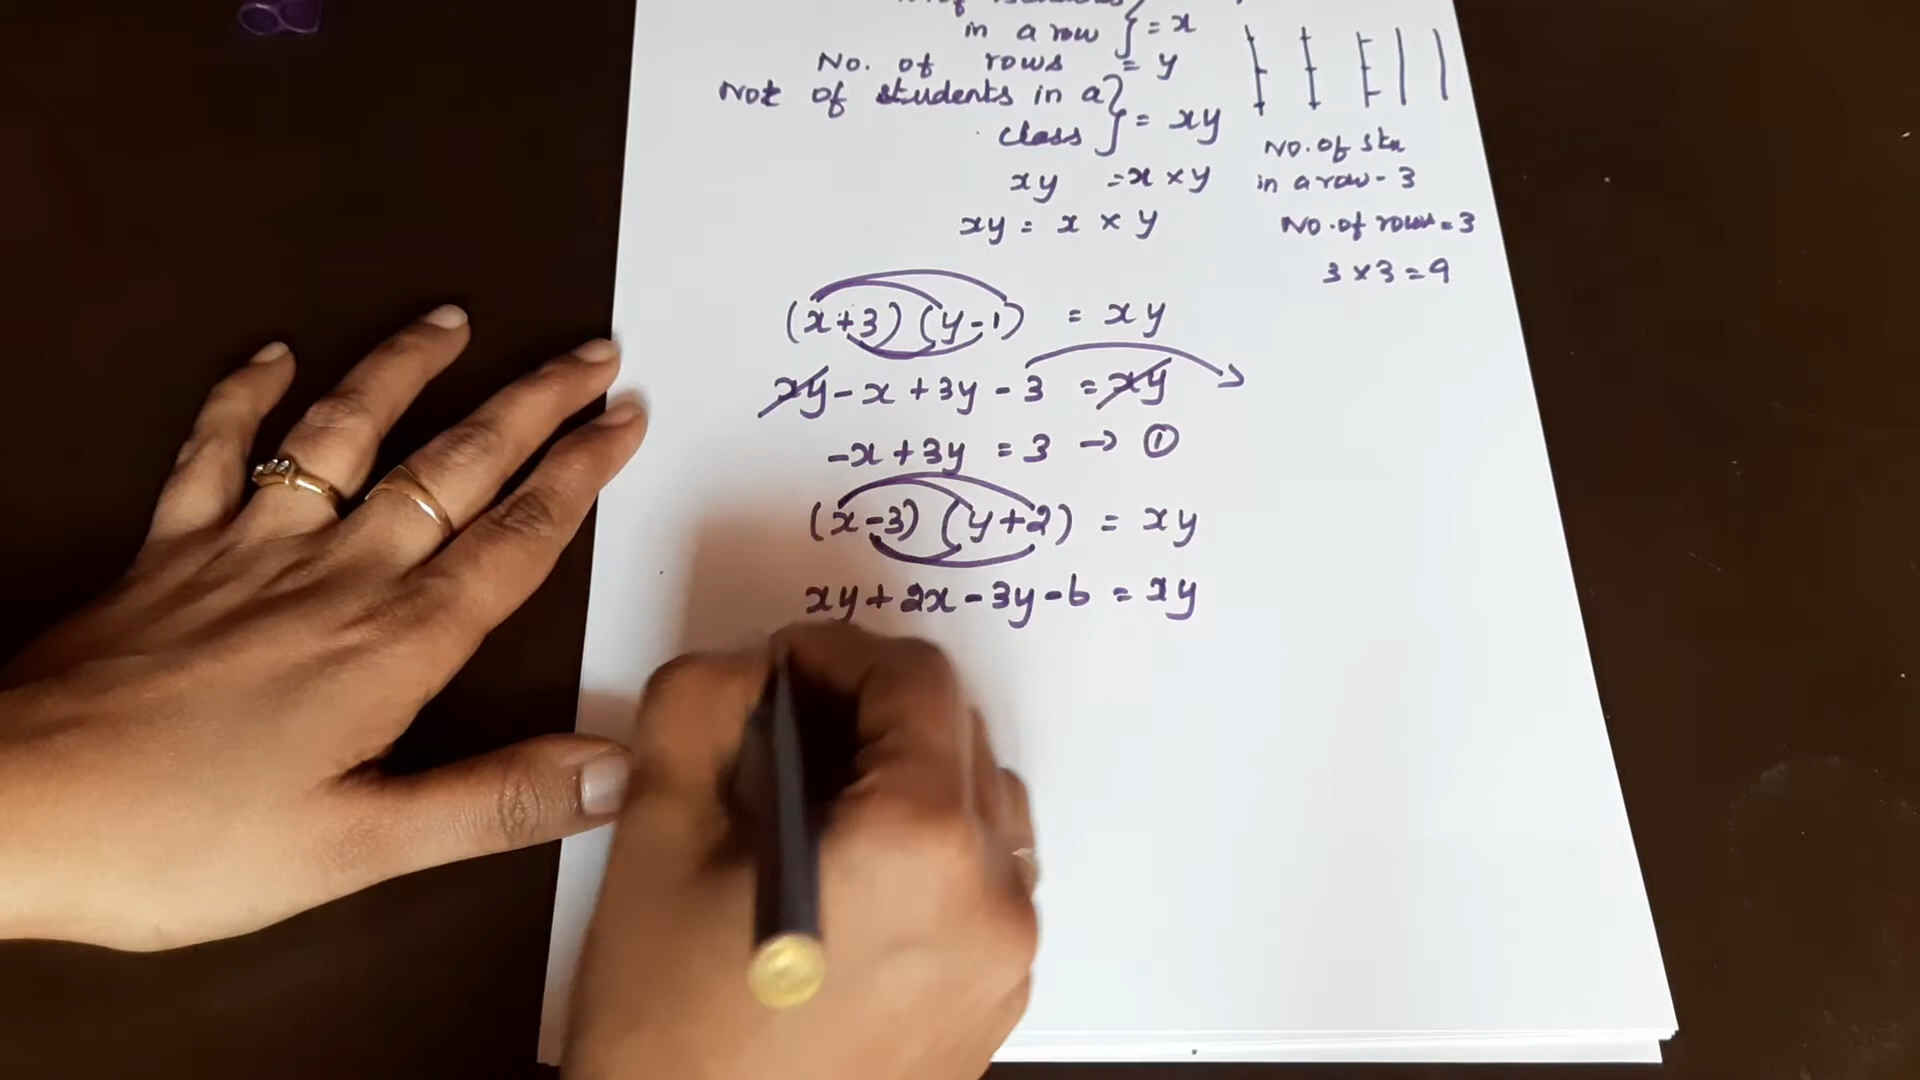 in a row } = x
No. of rows = y
Not of students in a
class } = xy
xy = x × y
xy = x × y
No. of stu
in a row - 3
No. of rows = 3
3 × 3 = 9
(x+3) (y-1) = xy
xy - x + 3y - 3 = xy
-x + 3y = 3 → ①
(x-3) (y+2) = xy
xy + 2x - 3y - 6 = xy